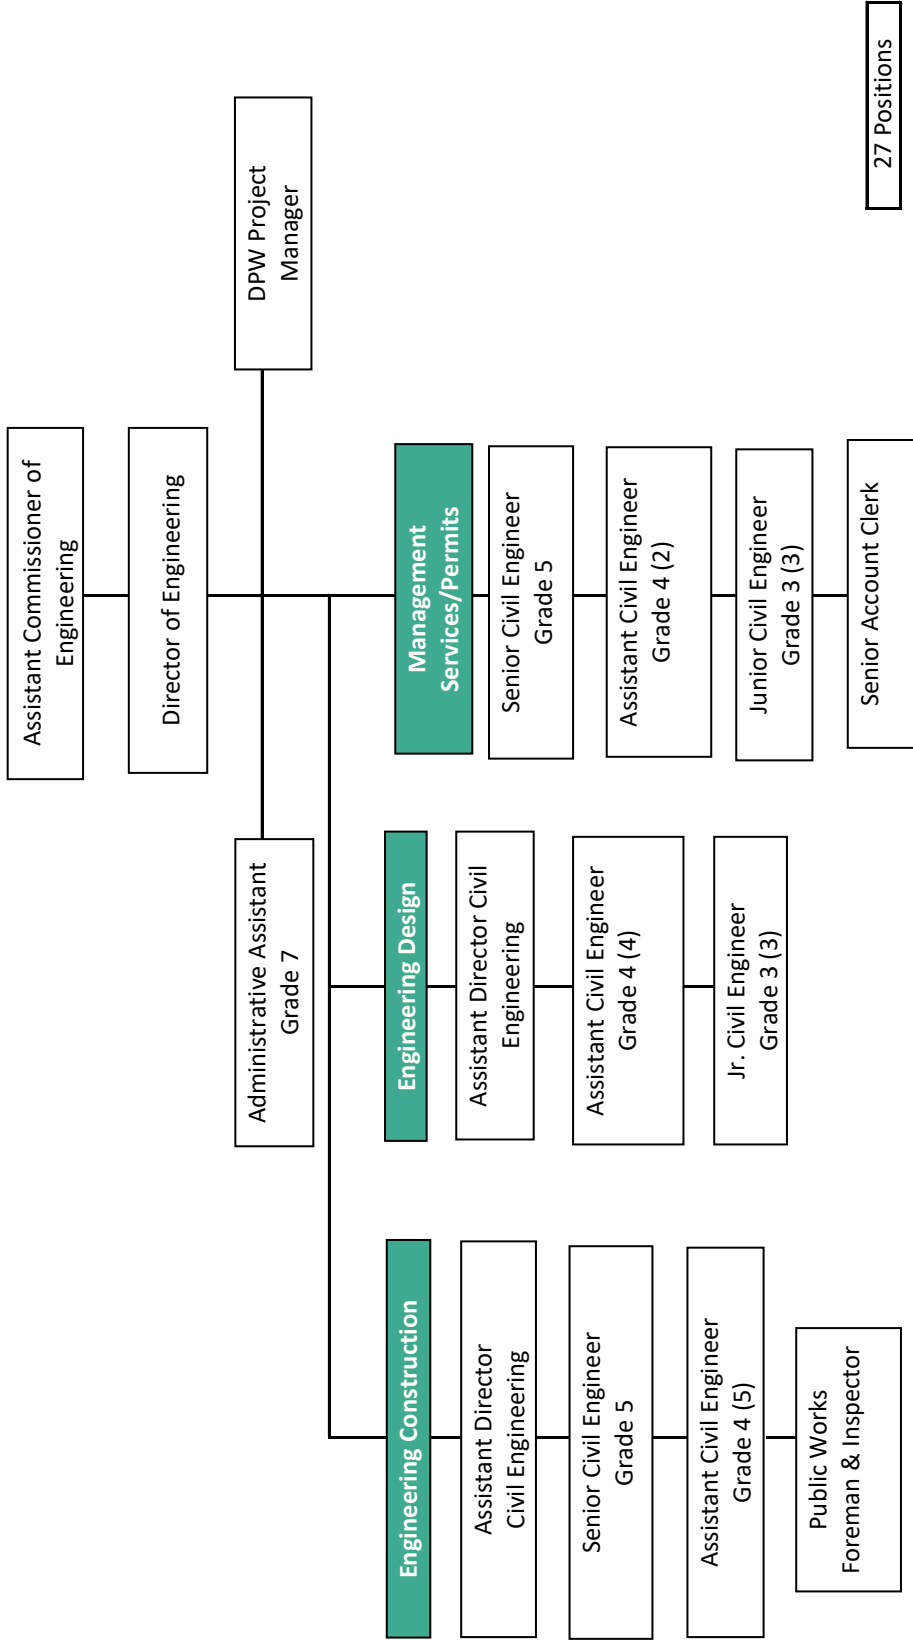 Assistant Commissioner of
Engineering
Director of Engineering
Administrative Assistant
Grade 7
DPW Project
Manager
Engineering Construction
Assistant Director
Civil Engineering
Senior Civil Engineer
Grade 5
Assistant Civil Engineer
Grade 4 (5)
Public Works
Foreman & Inspector
Engineering Design
Assistant Director Civil
Engineering
Assistant Civil Engineer
Grade 4 (4)
Jr. Civil Engineer
Grade 3 (3)
Management
Services/Permits
Senior Civil Engineer
Grade 5
Assistant Civil Engineer
Grade 4 (2)
Junior Civil Engineer
Grade 3 (3)
Senior Account Clerk
27 Positions